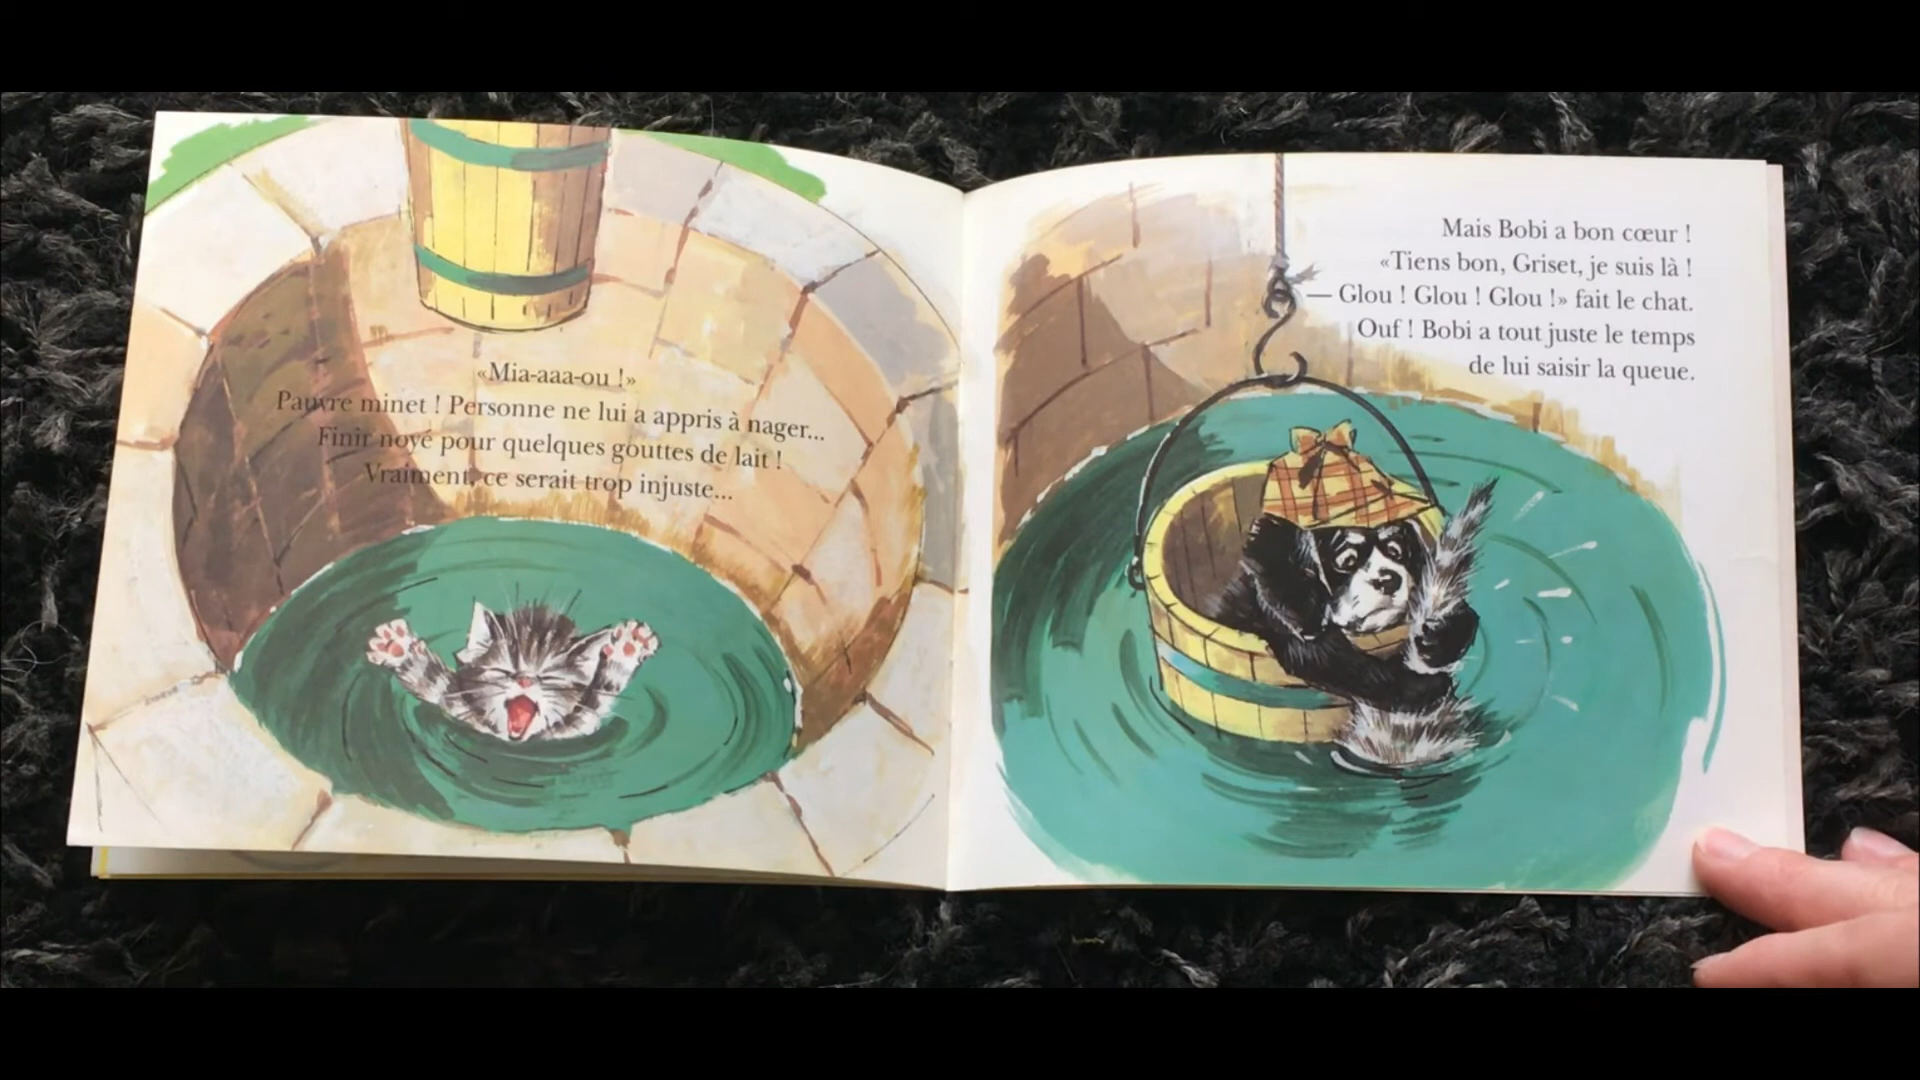 «Mia-aaa-ou !»
Pauvre minet ! Personne ne lui a appris à nager...
Finir noyé pour quelques gouttes de lait !
Vraiment, ce serait trop injuste...
Mais Bobi a bon cœur !
«Tiens bon, Griset, je suis là !
— Glou ! Glou ! Glou !» fait le chat.
Ouf ! Bobi a tout juste le temps
de lui saisir la queue.